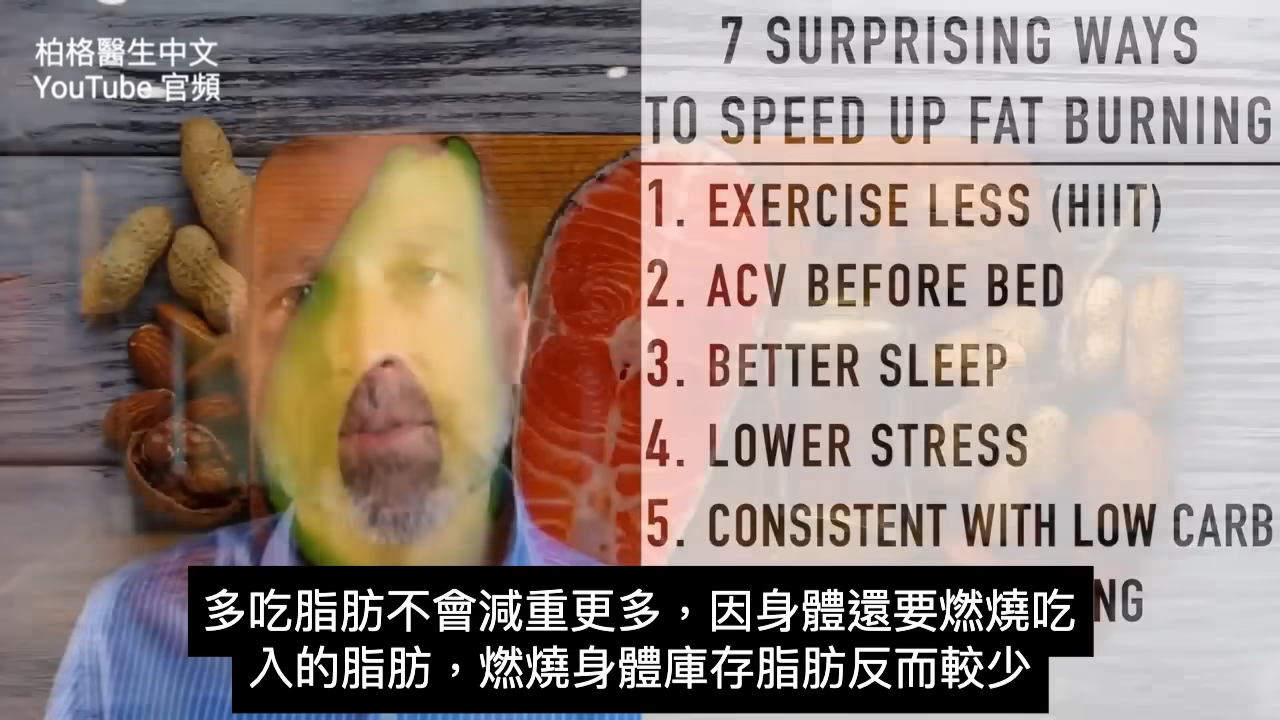 柏格醫生中文
YouTube 官頻
7 SURPRISING WAYS
TO SPEED UP FAT BURNING
1. EXERCISE LESS (HIIT)
2. ACV BEFORE BED
3. BETTER SLEEP
4. LOWER STRESS
5. CONSISTENT WITH LOW CARB
多吃脂肪不會減重更多，因身體還要燃燒吃
入的脂肪，燃燒身體庫存脂肪反而較少